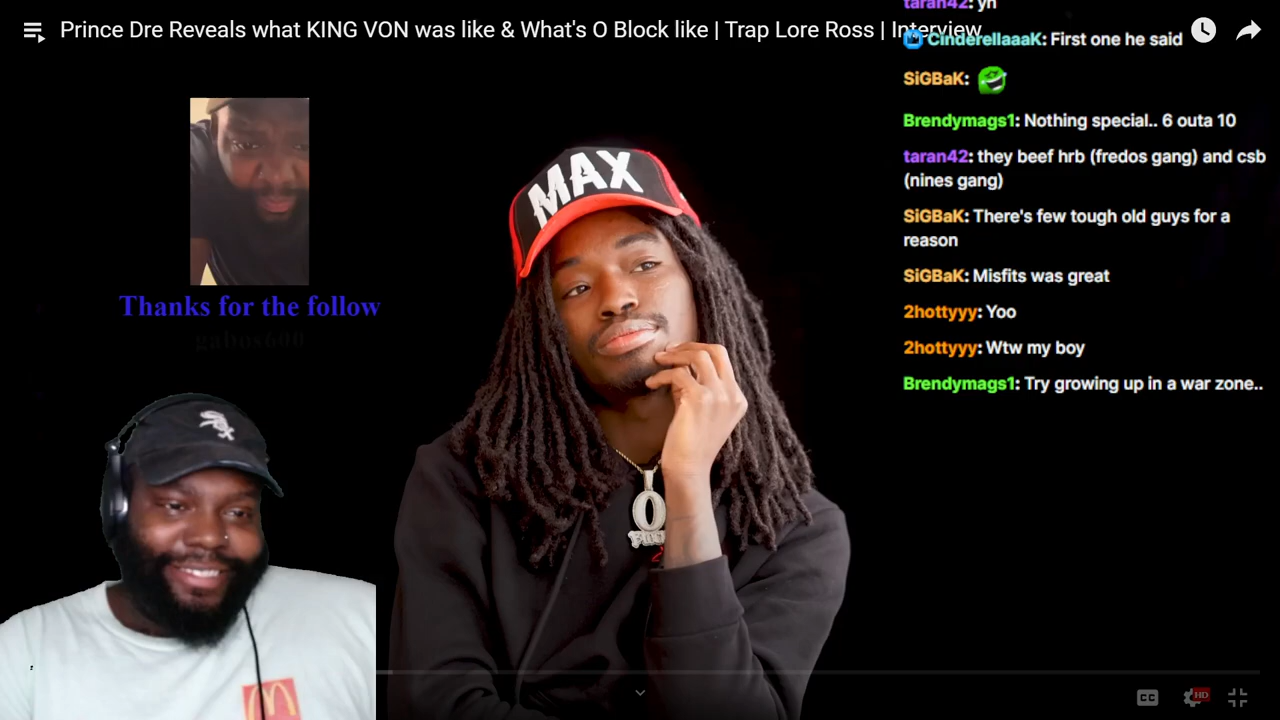 taran42: yh
Prince Dre Reveals what KING VON was like & What's O Block like | Trap Lore Ross | Interview
CinderellaaaK: First one he said
SiGBaK:
Brendymags1: Nothing special.. 6 outa 10
taran42: they beef hrb (fredos gang) and csb
(nines gang)
SiGBaK: There's few tough old guys for a
reason
SiGBaK: Misfits was great
2hottyyy: Yoo
2hottyyy: Wtw my boy
Brendymags1: Try growing up in a war zone..
MAX
Thanks for the follow
gabos600
O
CC
HD